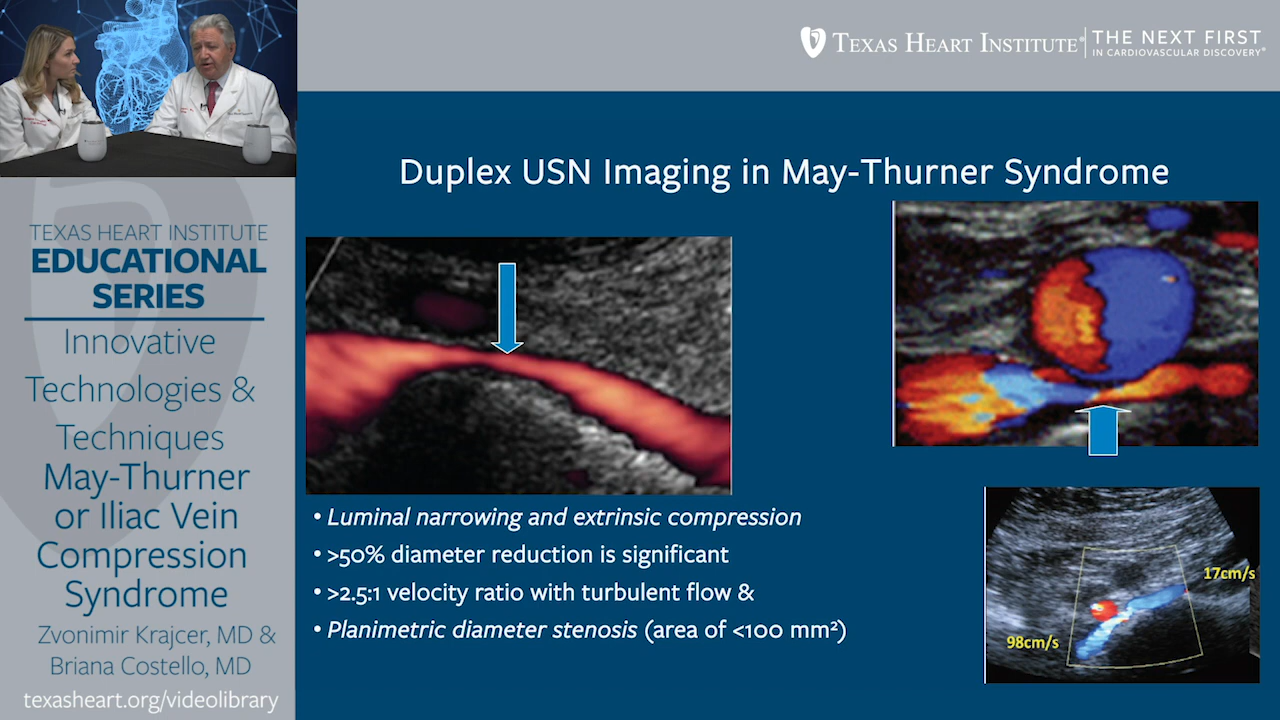 TEXAS HEART INSTITUTE® THE NEXT FIRST
IN CARDIOVASCULAR DISCOVERY®
TEXAS HEART INSTITUTE
EDUCATIONAL
SERIES
Innovative
Technologies &
Techniques
May-Thurner
or Iliac Vein
Compression
Syndrome
Zvonimir Krajcer, MD &
Briana Costello, MD
texasheart.org/videolibrary
Duplex USN Imaging in May-Thurner Syndrome
• Luminal narrowing and extrinsic compression
• >50% diameter reduction is significant
• >2.5:1 velocity ratio with turbulent flow &
• Planimetric diameter stenosis (area of <100 mm²)
17cm/s
98cm/s